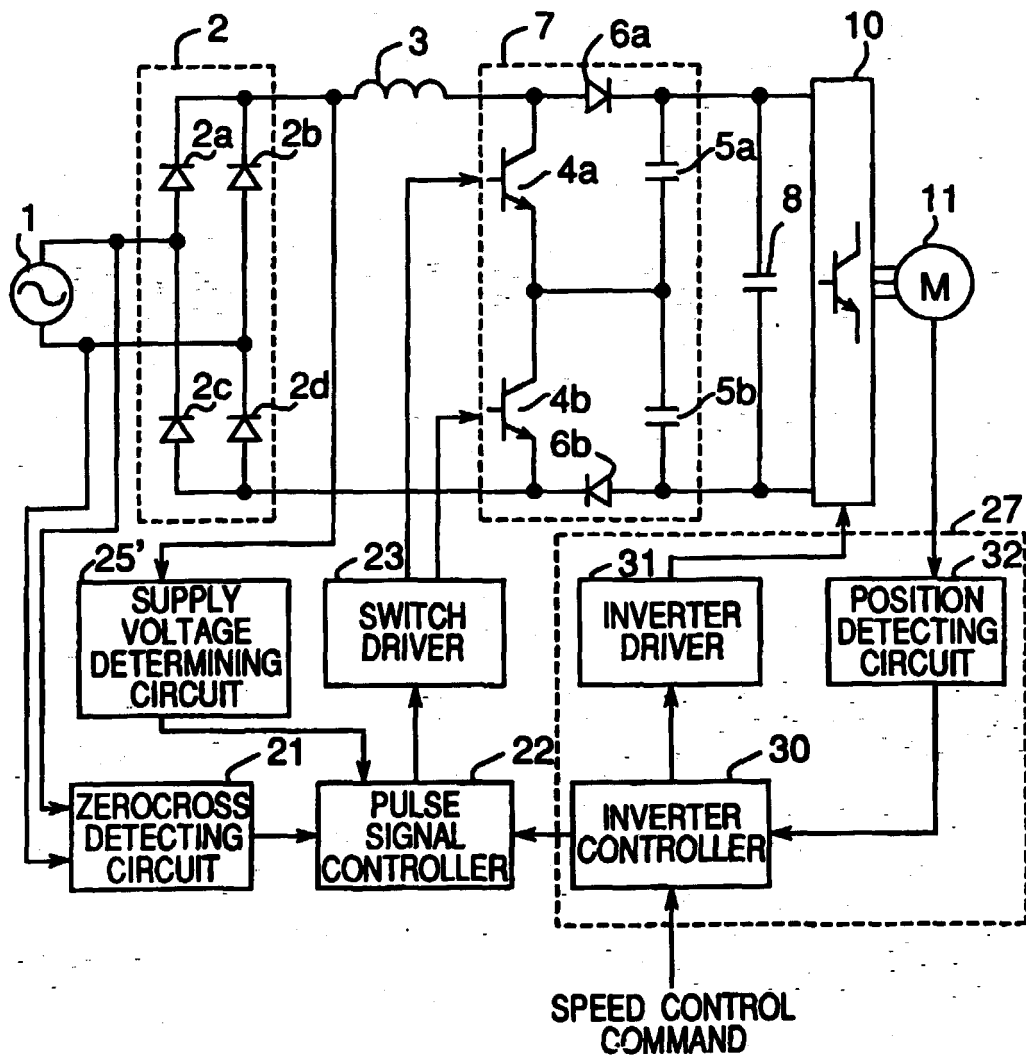 2
3
7
6a
10
2a
2b
4a
5a
8
11
1
M
2c
2d
4b
5b
6b
27
25'
SUPPLY
VOLTAGE
DETERMINING
CIRCUIT
23
SWITCH
DRIVER
31
INVERTER
DRIVER
32
POSITION
DETECTING
CIRCUIT
21
ZEROCROSS
DETECTING
CIRCUIT
22
PULSE
SIGNAL
CONTROLLER
30
INVERTER
CONTROLLER
SPEED CONTROL
COMMAND